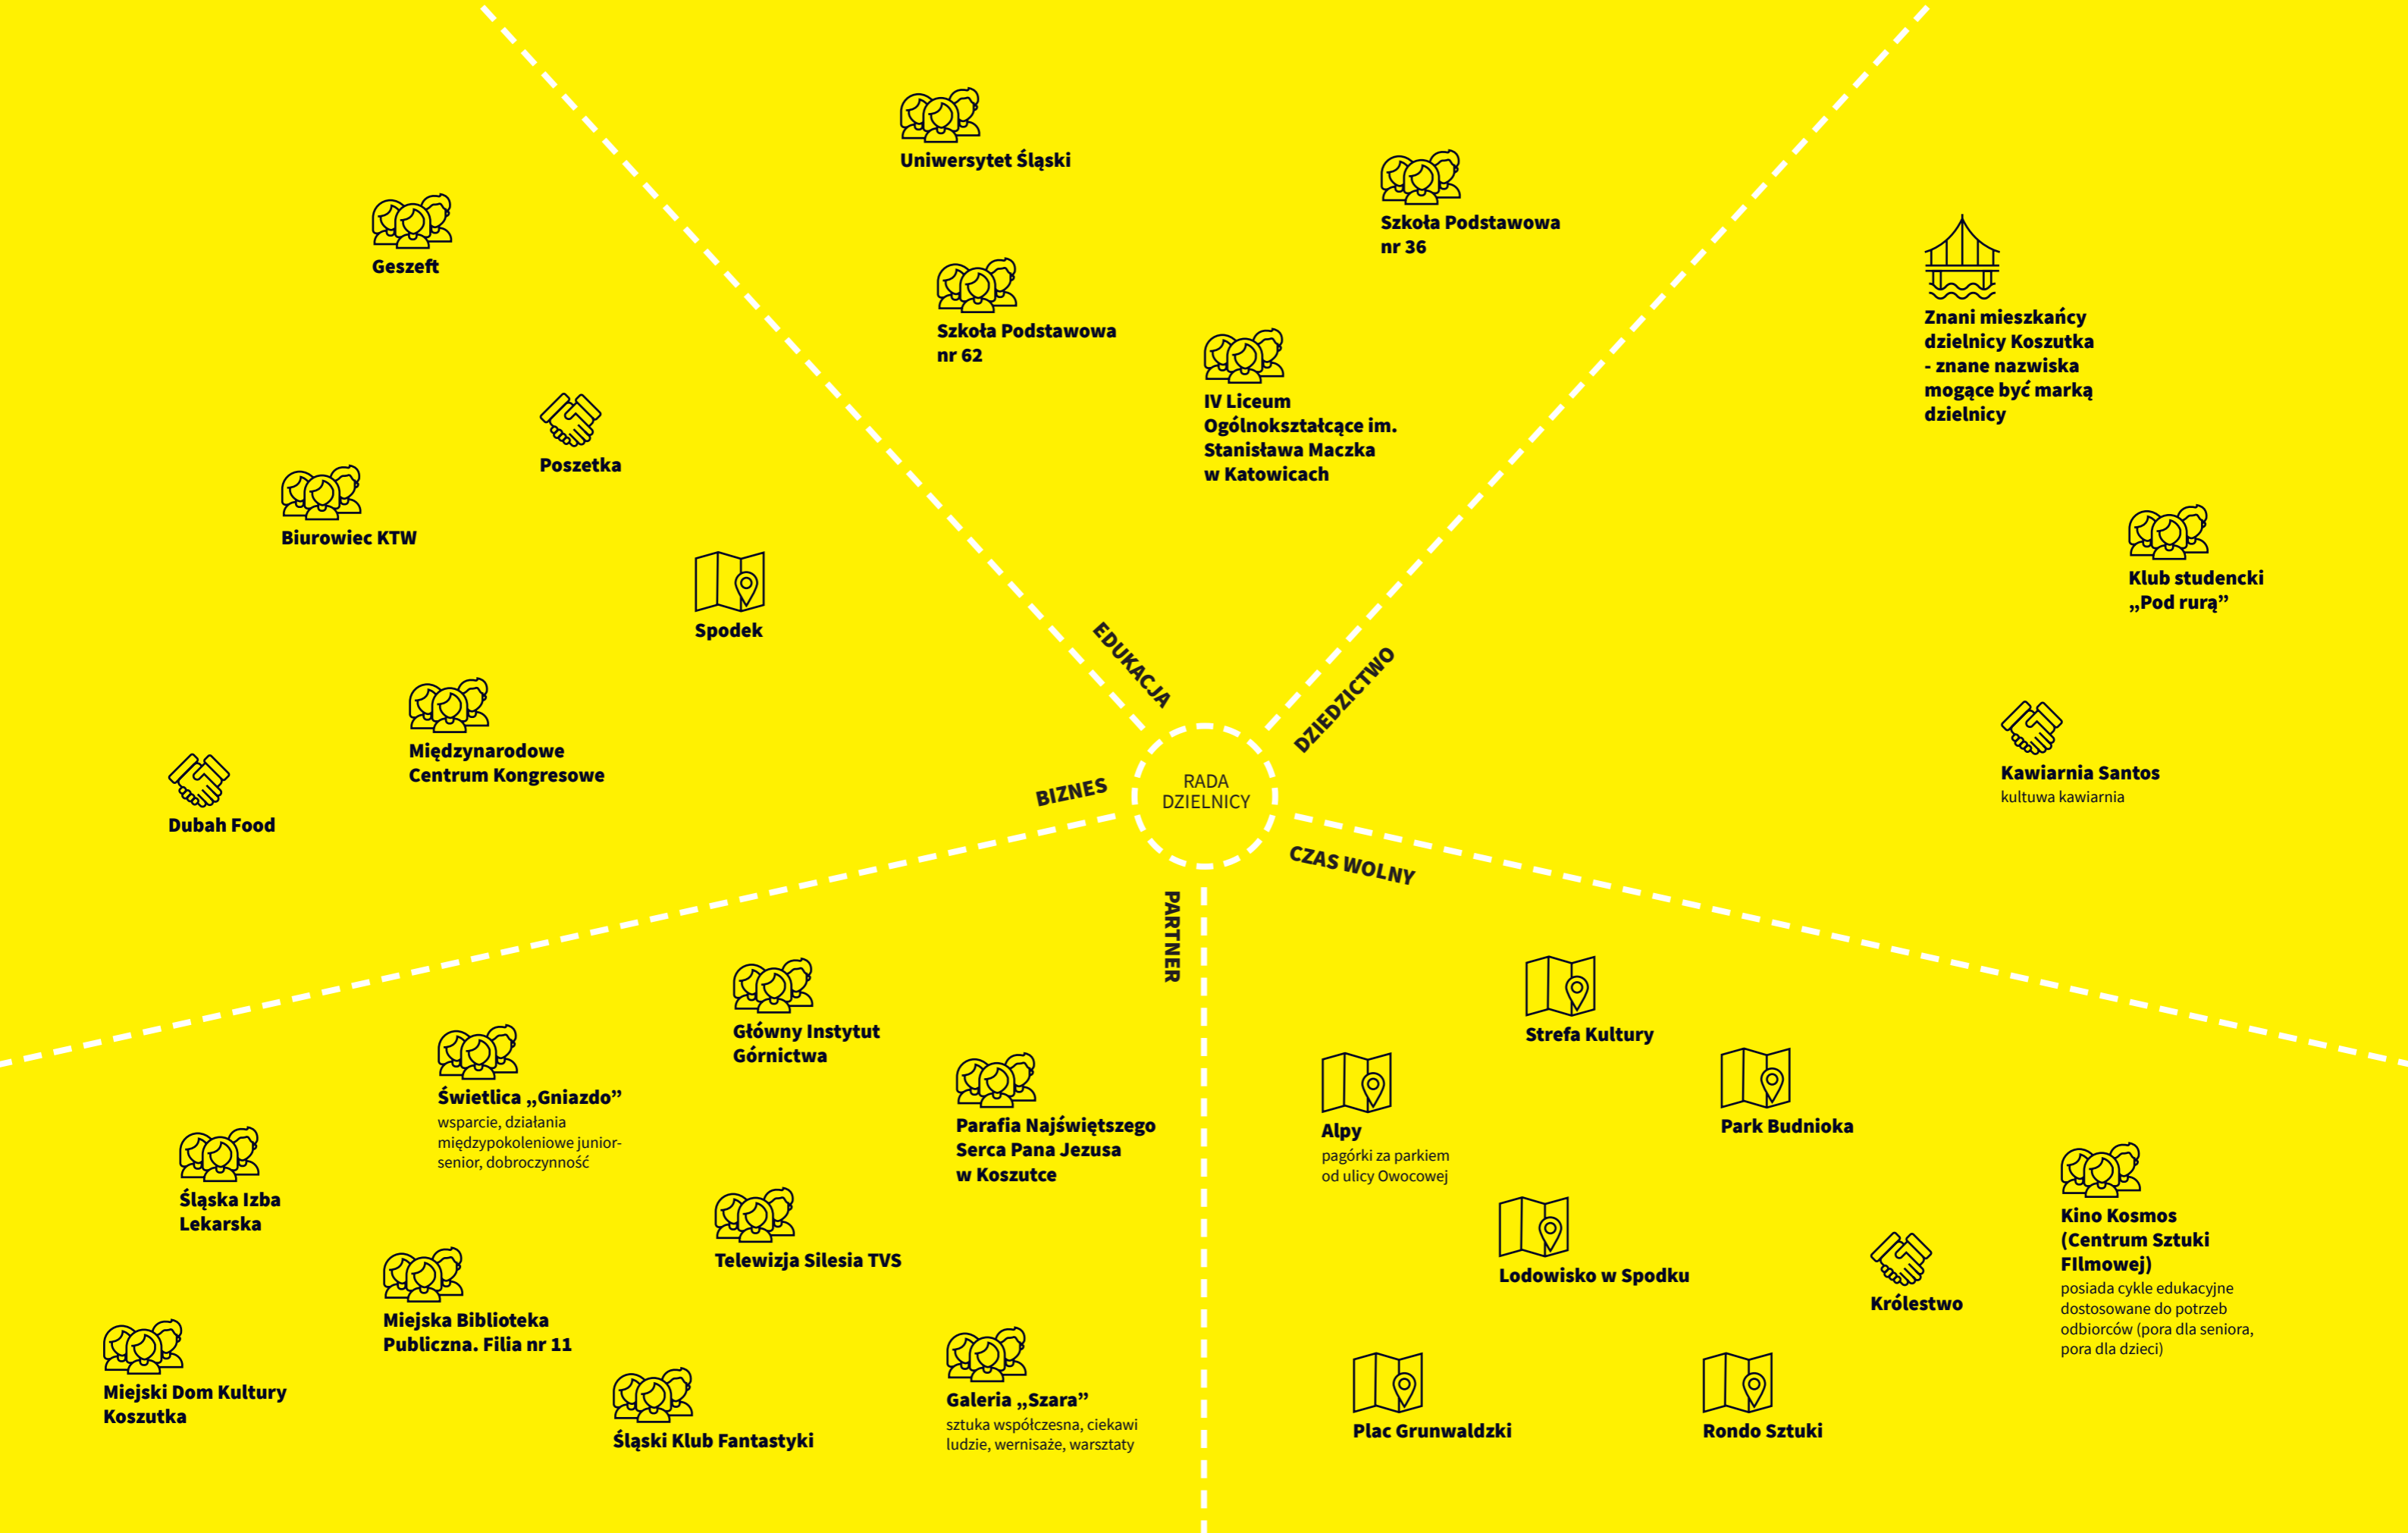 Uniwersytet Śląski
Szkoła Podstawowa
nr 36
Szkoła Podstawowa
nr 62
IV Liceum
Ogólnokształcące im.
Stanisława Maczka
w Katowicach
EDUKACJA
Geszeft
Poszetka
Biurowiec KTW
Spodek
Międzynarodowe
Centrum Kongresowe
Dubah Food
BIZNES
RADA
DZIELNICY
DZIEDZICTWO
Znani mieszkańcy
dzielnicy Koszutka
- znane nazwiska
mogące być marką
dzielnicy
Klub studencki
„Pod rurą”
Kawiarnia Santos
kultuwa kawiarnia
PARTNER
Główny Instytut
Górnictwa
Świetlica „Gniazdo”
wsparcie, działania
międzypokoleniowe junior-
senior, dobroczynność
Parafia Najświętszego
Serca Pana Jezusa
w Koszutce
Śląska Izba
Lekarska
Telewizja Silesia TVS
Miejska Biblioteka
Publiczna. Filia nr 11
Miejski Dom Kultury
Koszutka
Śląski Klub Fantastyki
Galeria „Szara”
sztuka współczesna, ciekawi
ludzie, wernisaże, warsztaty
CZAS WOLNY
Strefa Kultury
Alpy
pagórki za parkiem
od ulicy Owocowej
Park Budnioka
Lodowisko w Spodku
Królestwo
Kino Kosmos
(Centrum Sztuki
FIlmowej)
posiada cykle edukacyjne
dostosowane do potrzeb
odbiorców (pora dla seniora,
pora dla dzieci)
Plac Grunwaldzki
Rondo Sztuki